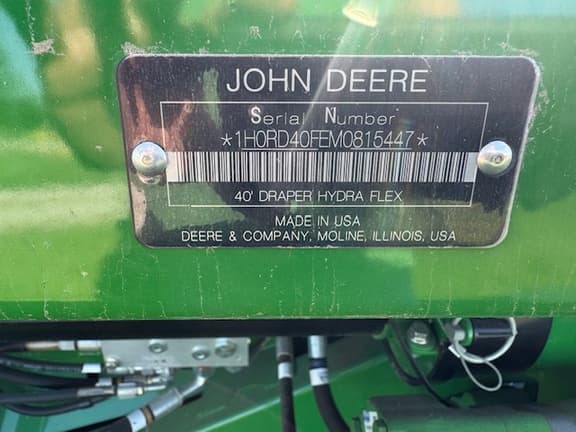 JOHN DEERE
Serial Number
*1H0RD40FEM0815447*
40' DRAPER HYDRA FLEX
MADE IN USA
DEERE & COMPANY, MOLINE, ILLINOIS, USA